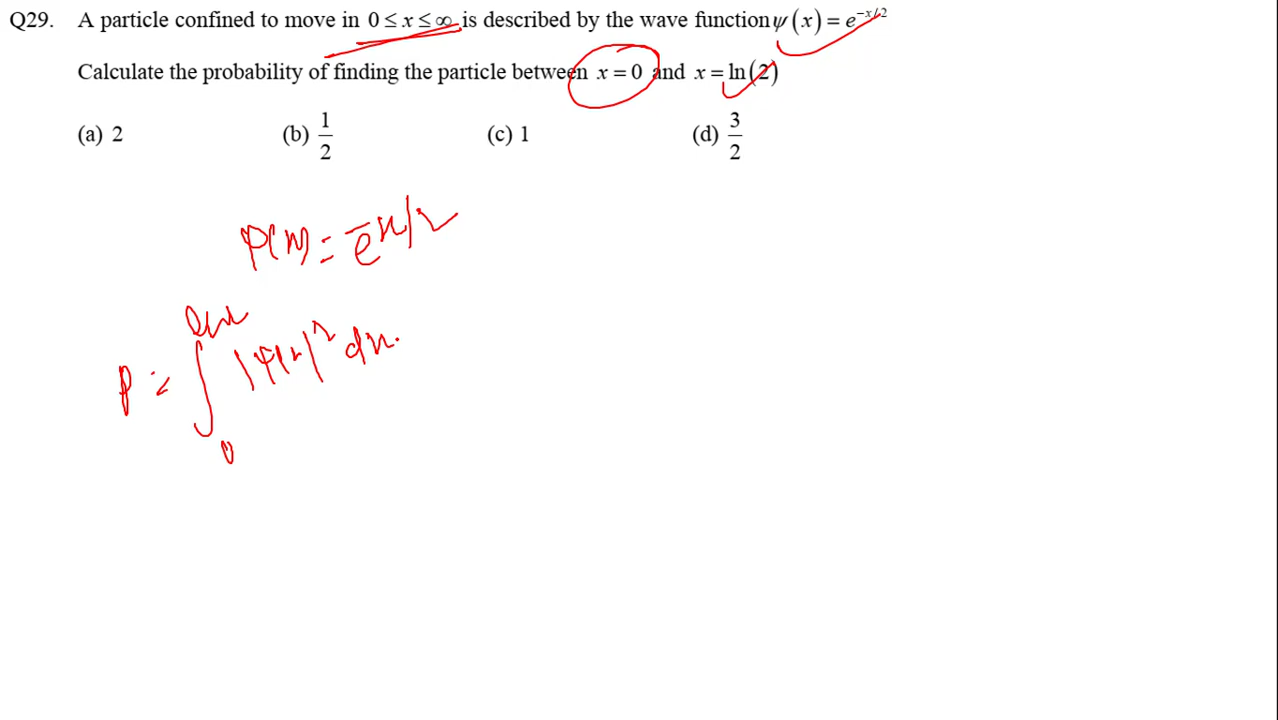 Q29. A particle confined to move in 0 ≤ x ≤ ∞ is described by the wave function ψ(x) = e^{-x/2}
Calculate the probability of finding the particle between x = 0 and x = ln(2)
(a) 2 (b) 1/2 (c) 1 (d) 3/2
ψ(x) = e^{-x/2}
P = ∫_0^{ln2} |ψ(x)|^2 dx.